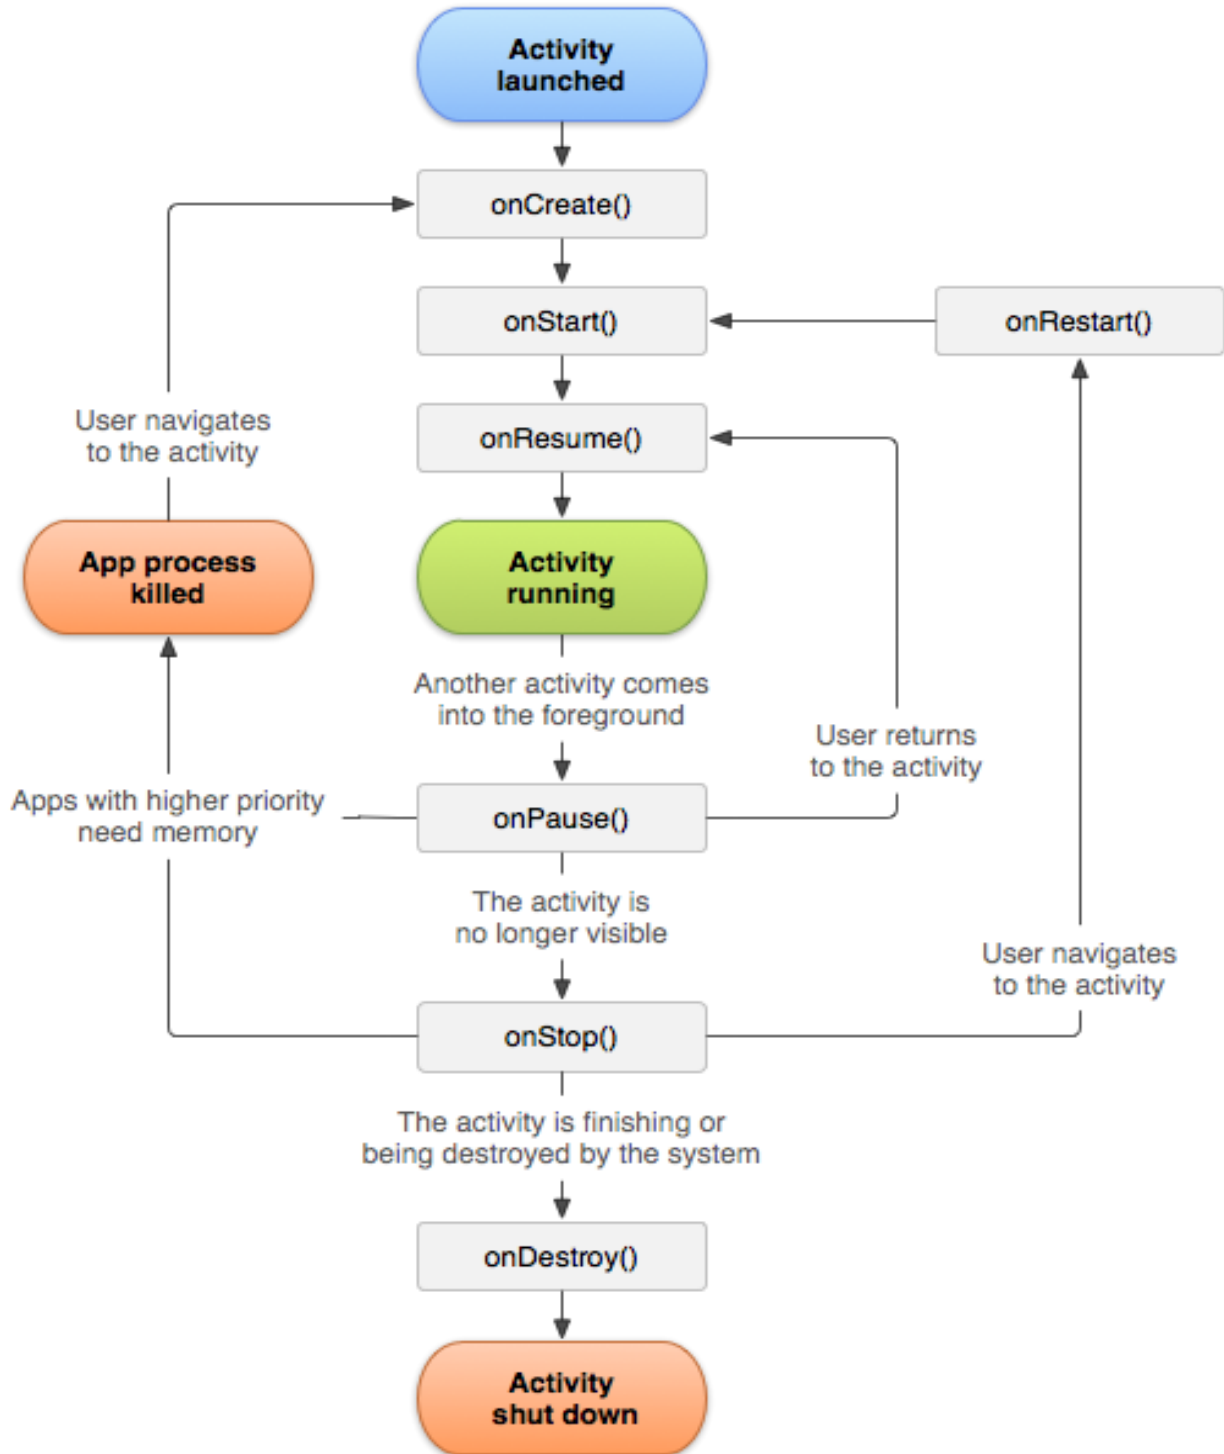 Activity
launched
onCreate()
onStart()
onRestart()
User navigates
to the activity
onResume()
App process
killed
Activity
running
Another activity comes
into the foreground
User returns
to the activity
Apps with higher priority
need memory
onPause()
The activity is
no longer visible
User navigates
to the activity
onStop()
The activity is finishing or
being destroyed by the system
onDestroy()
Activity
shut down